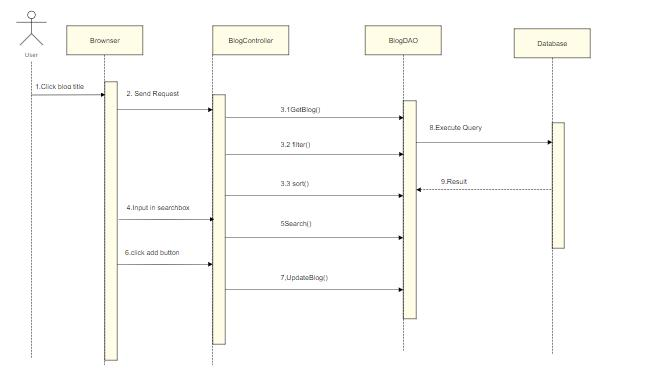 Brownser
BlogController
BlogDAO
Database
User
1.Click blog title
2. Send Request
3.1GetBlog()
8.Execute Query
3.2 filter()
3.3 sort()
9.Result
4.Input in searchbox
5Search()
6.click add button
7.UpdateBlog()